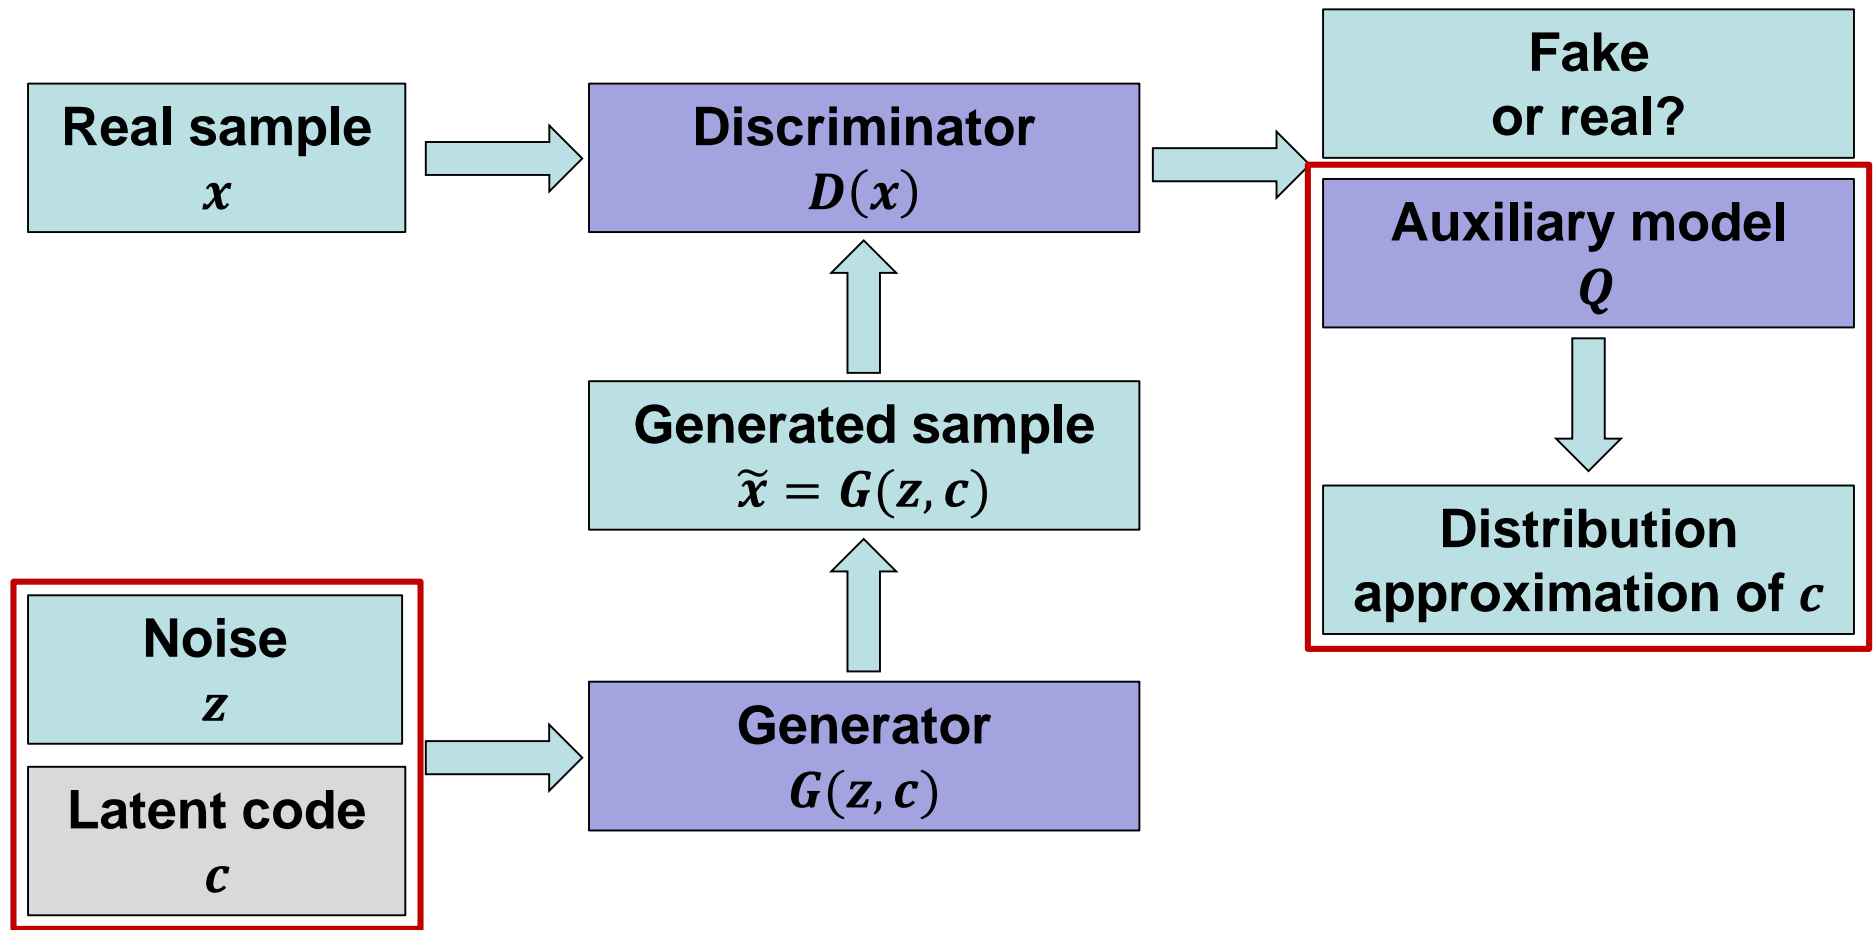 Real sample
x
Discriminator
D(x)
Fake
or real?
Auxiliary model
Q
Generated sample
x̃ = G(z, c)
Distribution
approximation of c
Noise
z
Latent code
c
Generator
G(z, c)